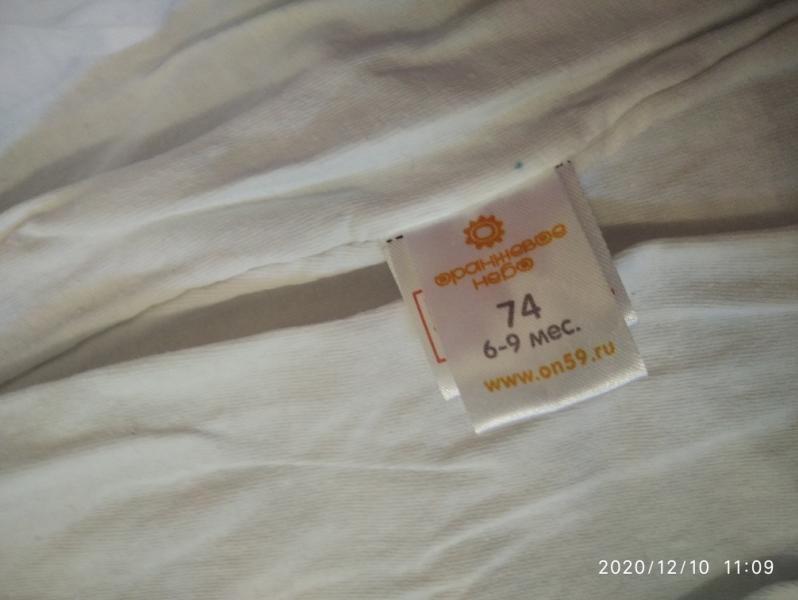 оранжевое
небо
74
6-9 мес.
www.on59.ru
2020/12/10 11:09